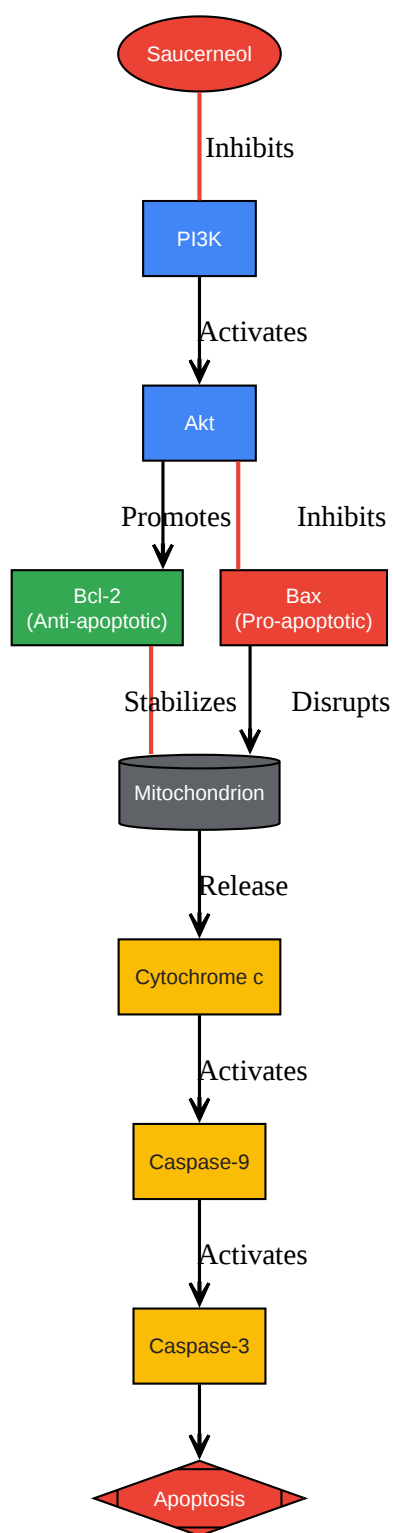 Saucerneol
Inhibits
PI3K
Activates
Akt
Promotes
Inhibits
Bcl-2
(Anti-apoptotic)
Bax
(Pro-apoptotic)
Stabilizes
Disrupts
Mitochondrion
Release
Cytochrome c
Activates
Caspase-9
Activates
Caspase-3
Apoptosis